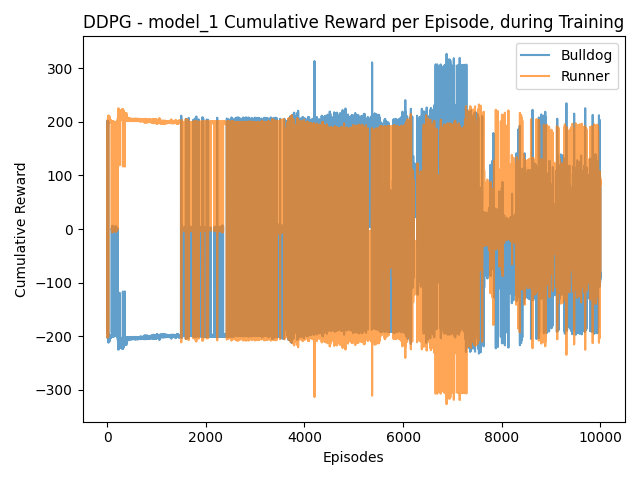 DDPG - model_1 Cumulative Reward per Episode, during Training
Bulldog
Runner
Cumulative Reward
300
200
100
0
−100
−200
−300
0 2000 4000 6000 8000 10000
Episodes